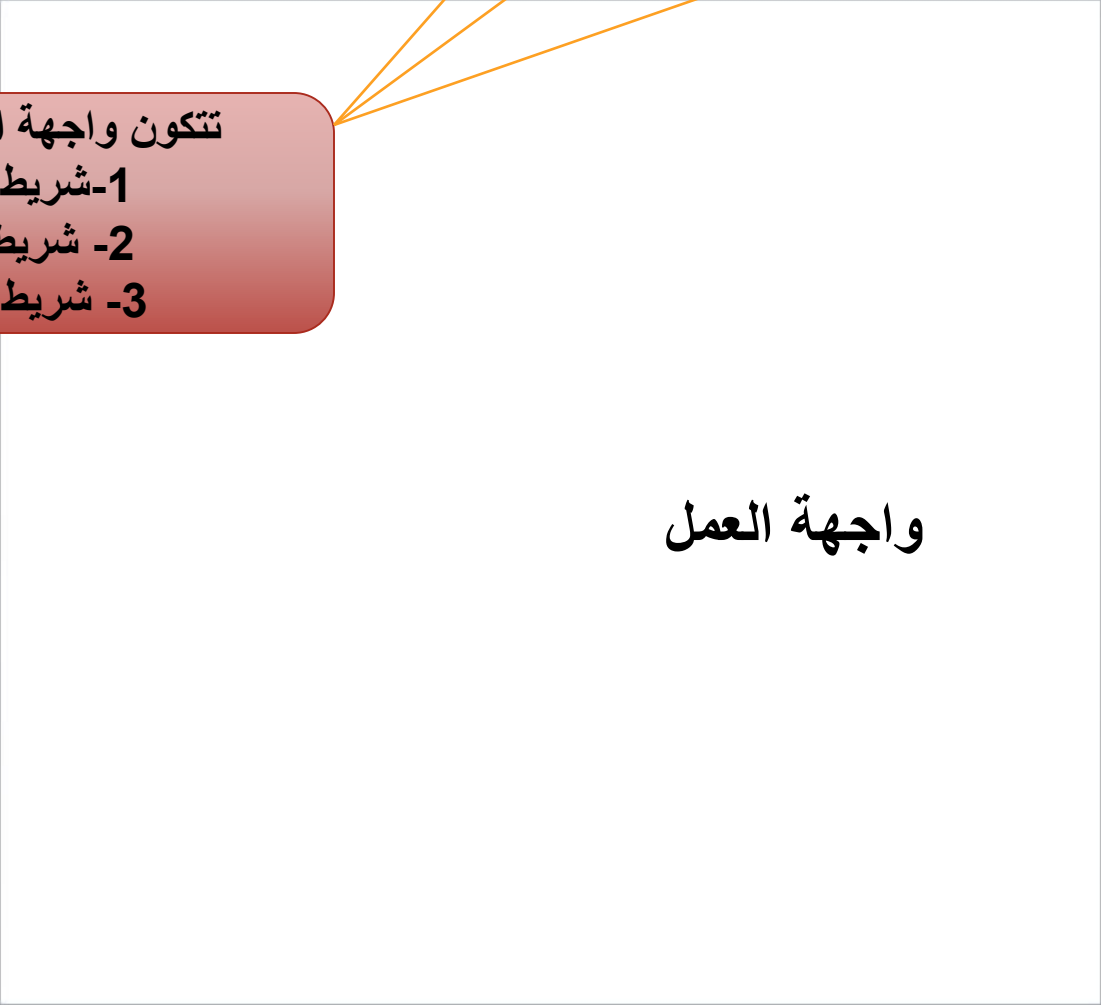 تتكون واجهة
1-شريط
2- شريط
3- شريط
واجهة العمل